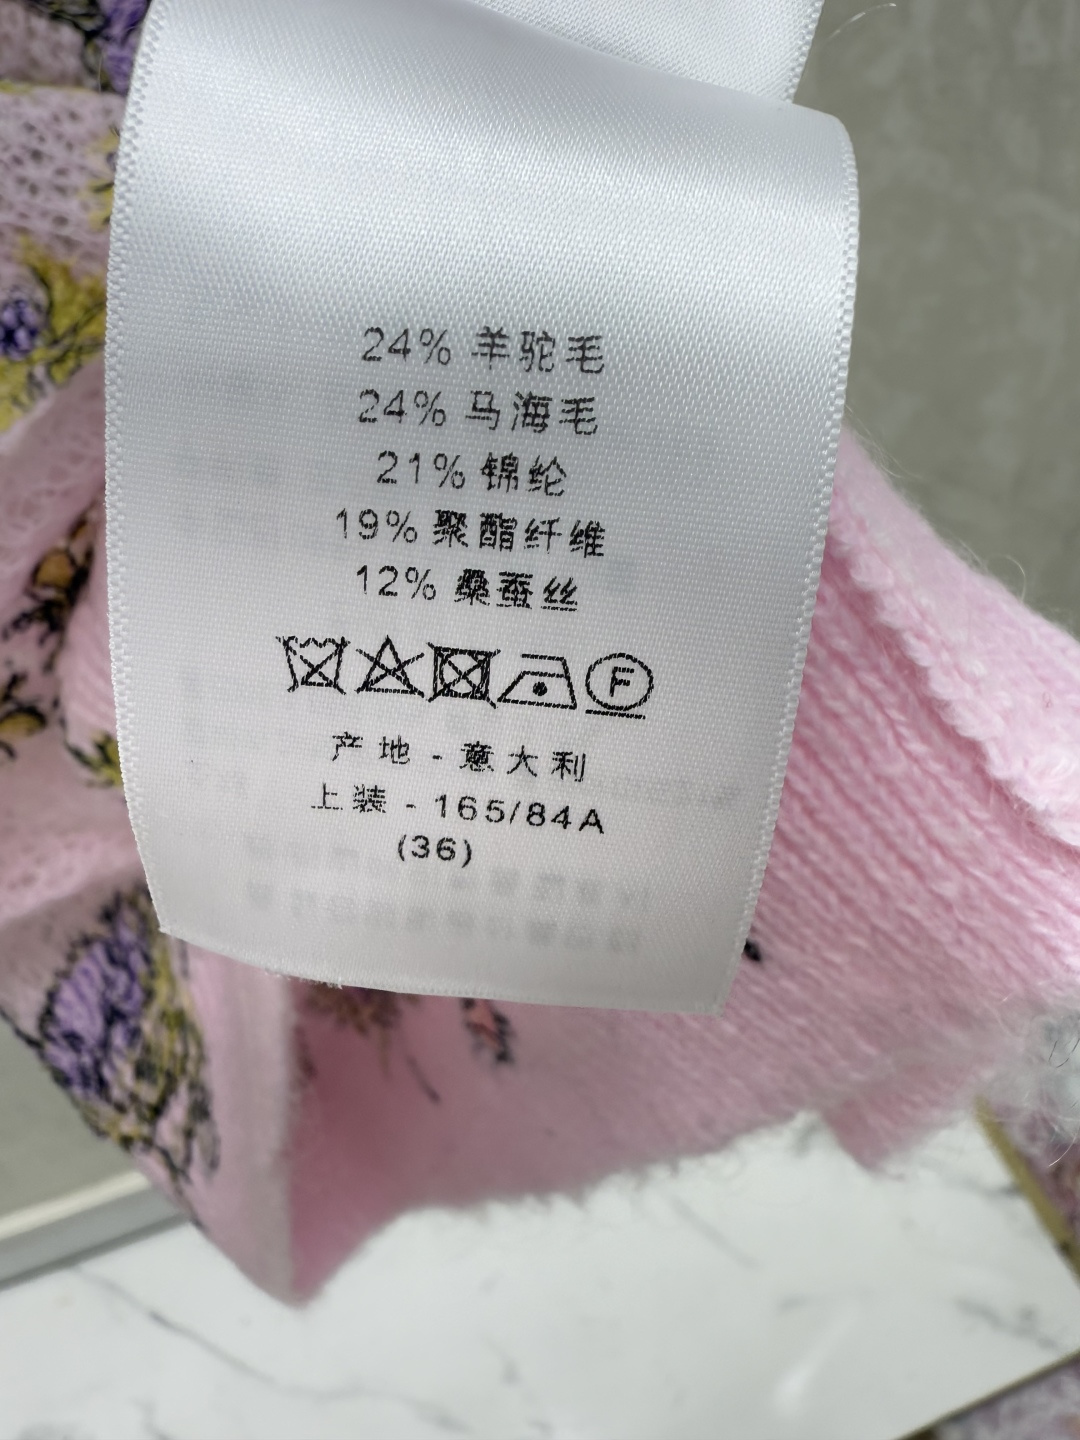 24% 羊驼毛
24% 马海毛
21% 锦纶
19% 聚酯纤维
12% 桑蚕丝
F
产地 - 意大利
上装 - 165/84A
(36)